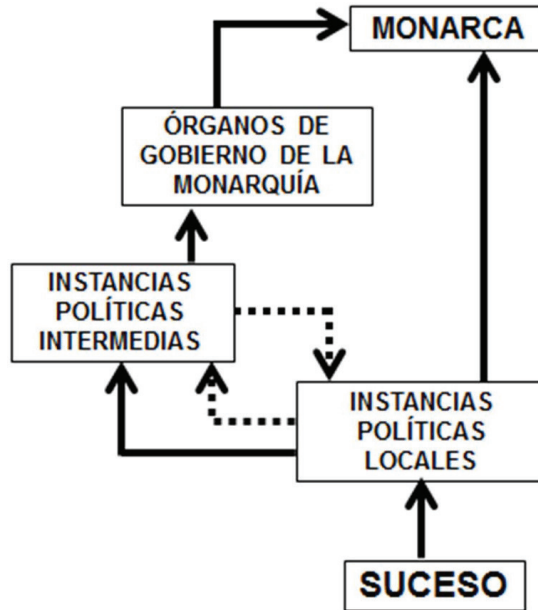 MONARCA
ÓRGANOS DE
GOBIERNO DE LA
MONARQUÍA
INSTANCIAS
POLÍTICAS
INTERMEDIAS
INSTANCIAS
POLÍTICAS
LOCALES
SUCESO